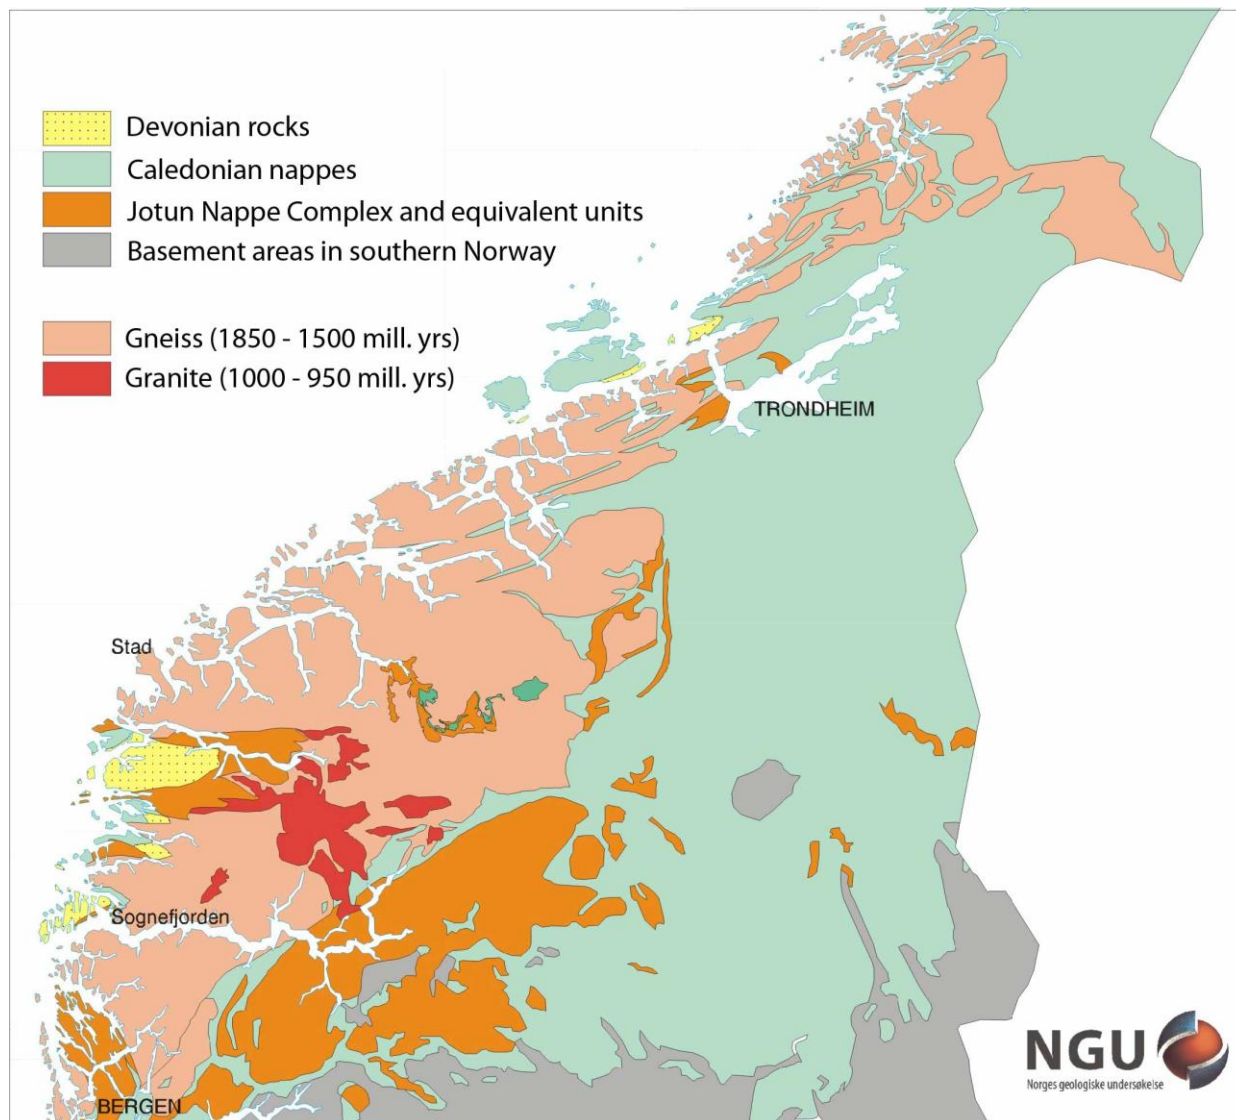 Devonian rocks
Caledonian nappes
Jotun Nappe Complex and equivalent units
Basement areas in southern Norway
Gneiss (1850 - 1500 mill. yrs)
Granite (1000 - 950 mill. yrs)
TRONDHEIM
Stad
Sognefjorden
BERGEN
NGU
Norges geologiske undersøkelse